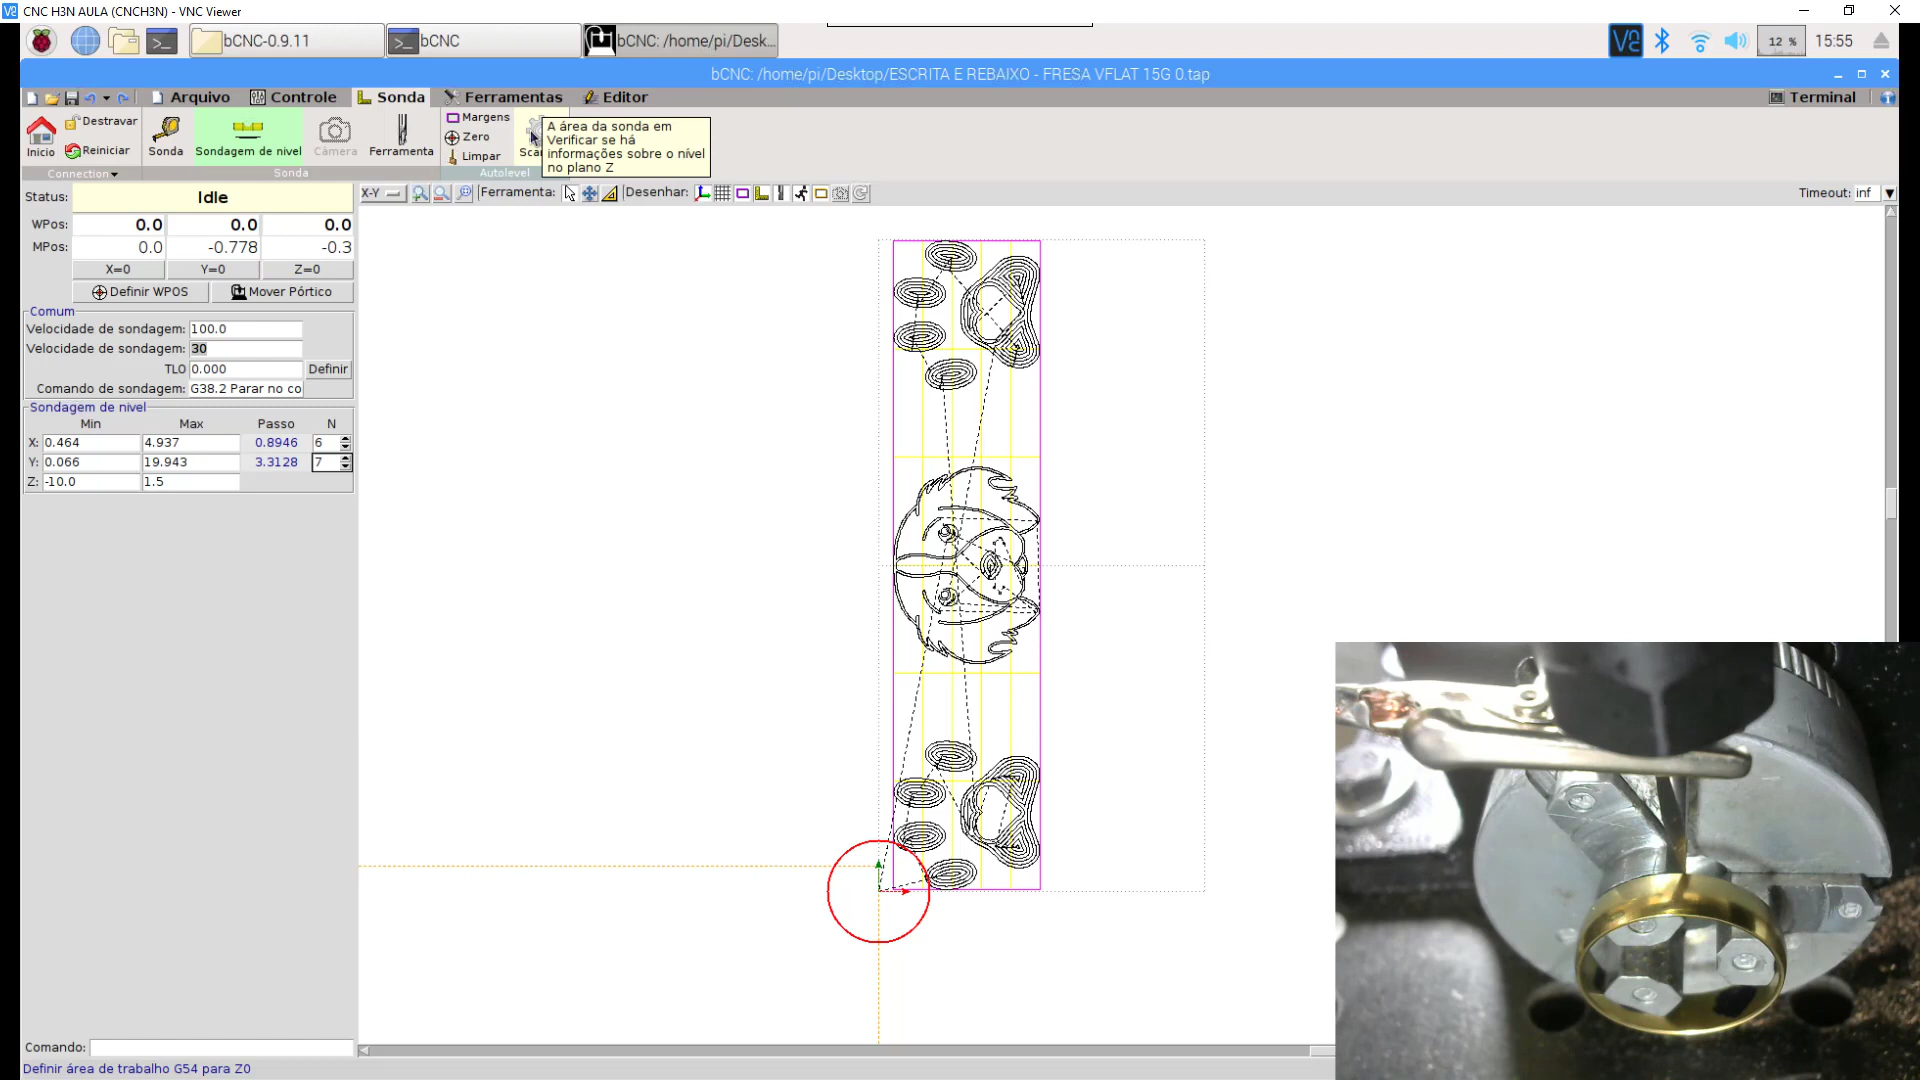 CNC H3N AULA (CNCH3N) - VNC Viewer
bCNC-0.9.11
bCNC
bCNC: /home/pi/Desk...
12 %
15:55
bCNC: /home/pi/Desktop/ESCRITA E REBAIXO - FRESA VFLAT 15G 0.tap
Arquivo
Controle
Sonda
Ferramentas
Editor
Terminal
Inicio
Destravar
Reiniciar
Connection
Sonda
Sondagem de nivel
Câmera
Ferramenta
Sonda
Margens
Zero
Limpar
Scan
Autolevel
A área da sonda em
Verificar se há
informações sobre o nível
no plano Z
Status:
Idle
X-Y
Ferramenta:
Desenhar:
Timeout: inf
WPos: 0.0 0.0 0.0
MPos: 0.0 -0.778 -0.3
X=0 Y=0 Z=0
Definir WPOS
Mover Pórtico
Comum
Velocidade de sondagem: 100.0
Velocidade de sondagem: 30
TLO 0.000 Definir
Comando de sondagem: G38.2 Parar no co
Sondagem de nivel
Min Max Passo N
X: 0.464 4.937 0.8946 6
Y: 0.066 19.943 3.3128 7
Z: -10.0 1.5
Comando:
Definir área de trabalho G54 para Z0